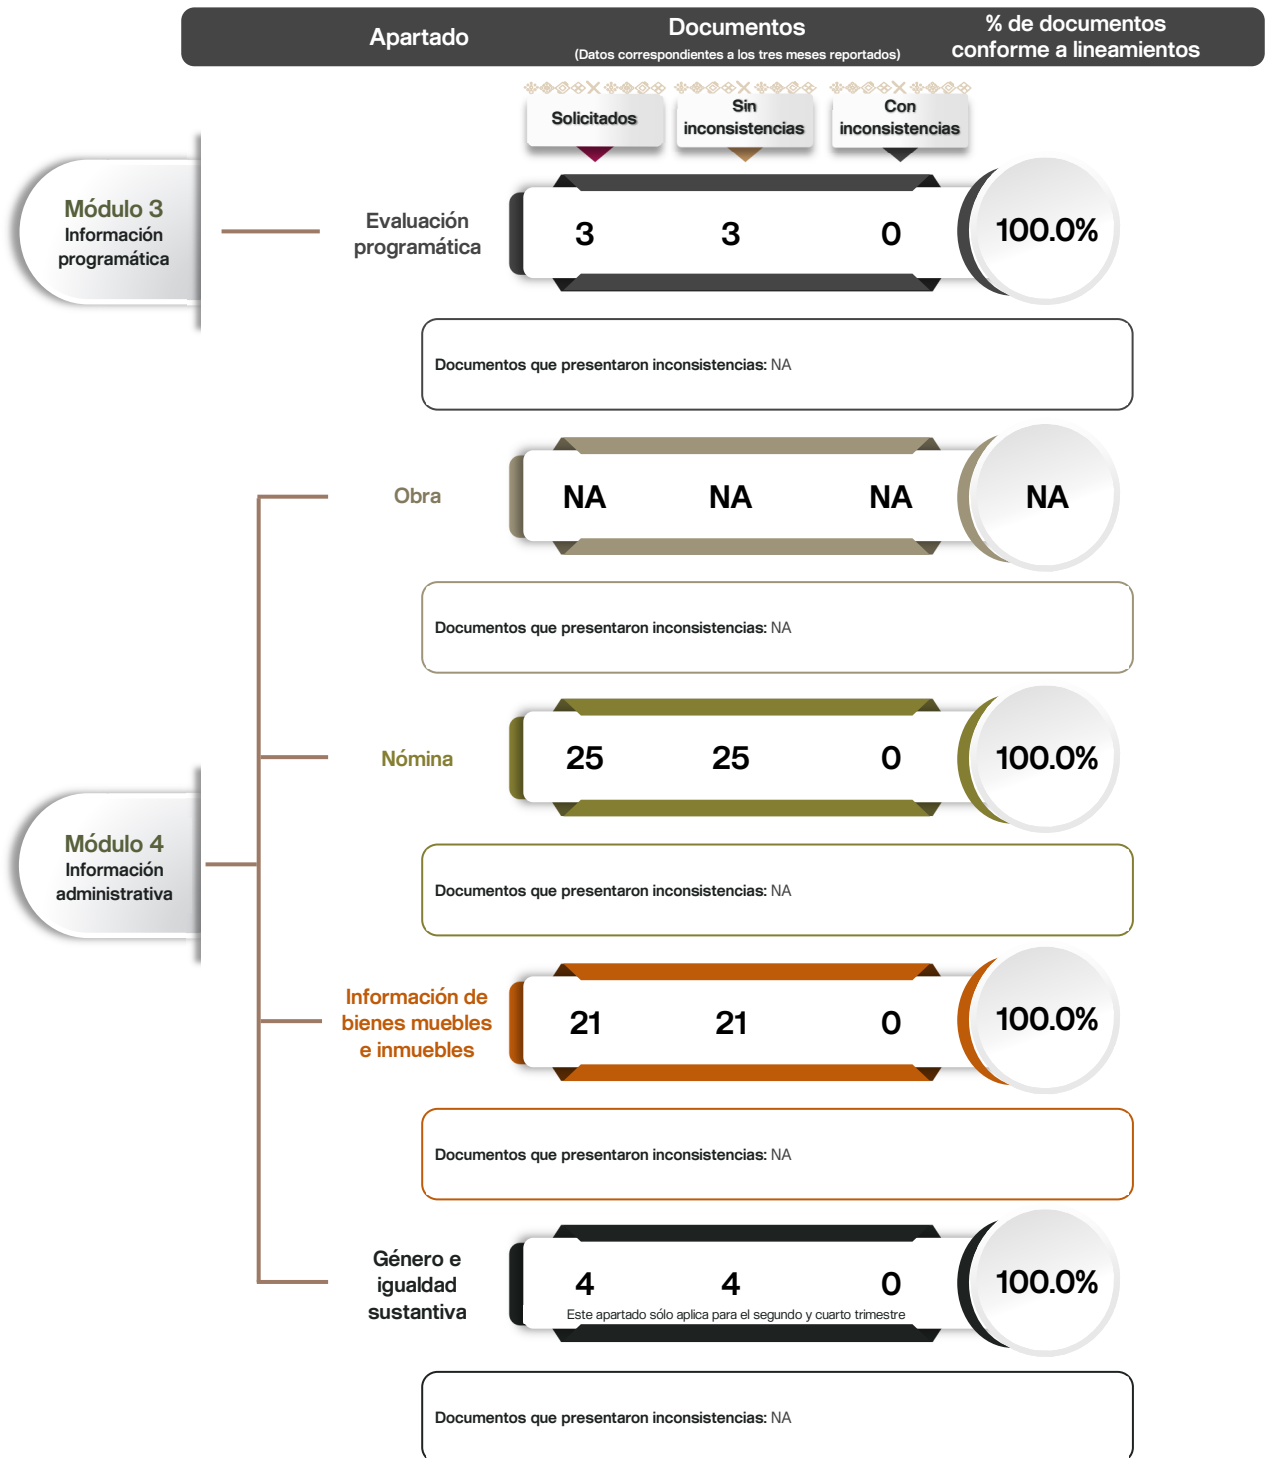 Apartado
Documentos
(Datos correspondientes a los tres meses reportados)
% de documentos
conforme a lineamientos
Solicitados
Sin
inconsistencias
Con
inconsistencias
Módulo 3
Información
programática
Evaluación
programática
3 3 0 100.0%
Documentos que presentaron inconsistencias: NA
Obra
NA NA NA NA
Documentos que presentaron inconsistencias: NA
Nómina
25 25 0 100.0%
Módulo 4
Información
administrativa
Documentos que presentaron inconsistencias: NA
Información de
bienes muebles
e inmuebles
21 21 0 100.0%
Documentos que presentaron inconsistencias: NA
Género e
igualdad
sustantiva
4 4 0 100.0%
Este apartado sólo aplica para el segundo y cuarto trimestre
Documentos que presentaron inconsistencias: NA